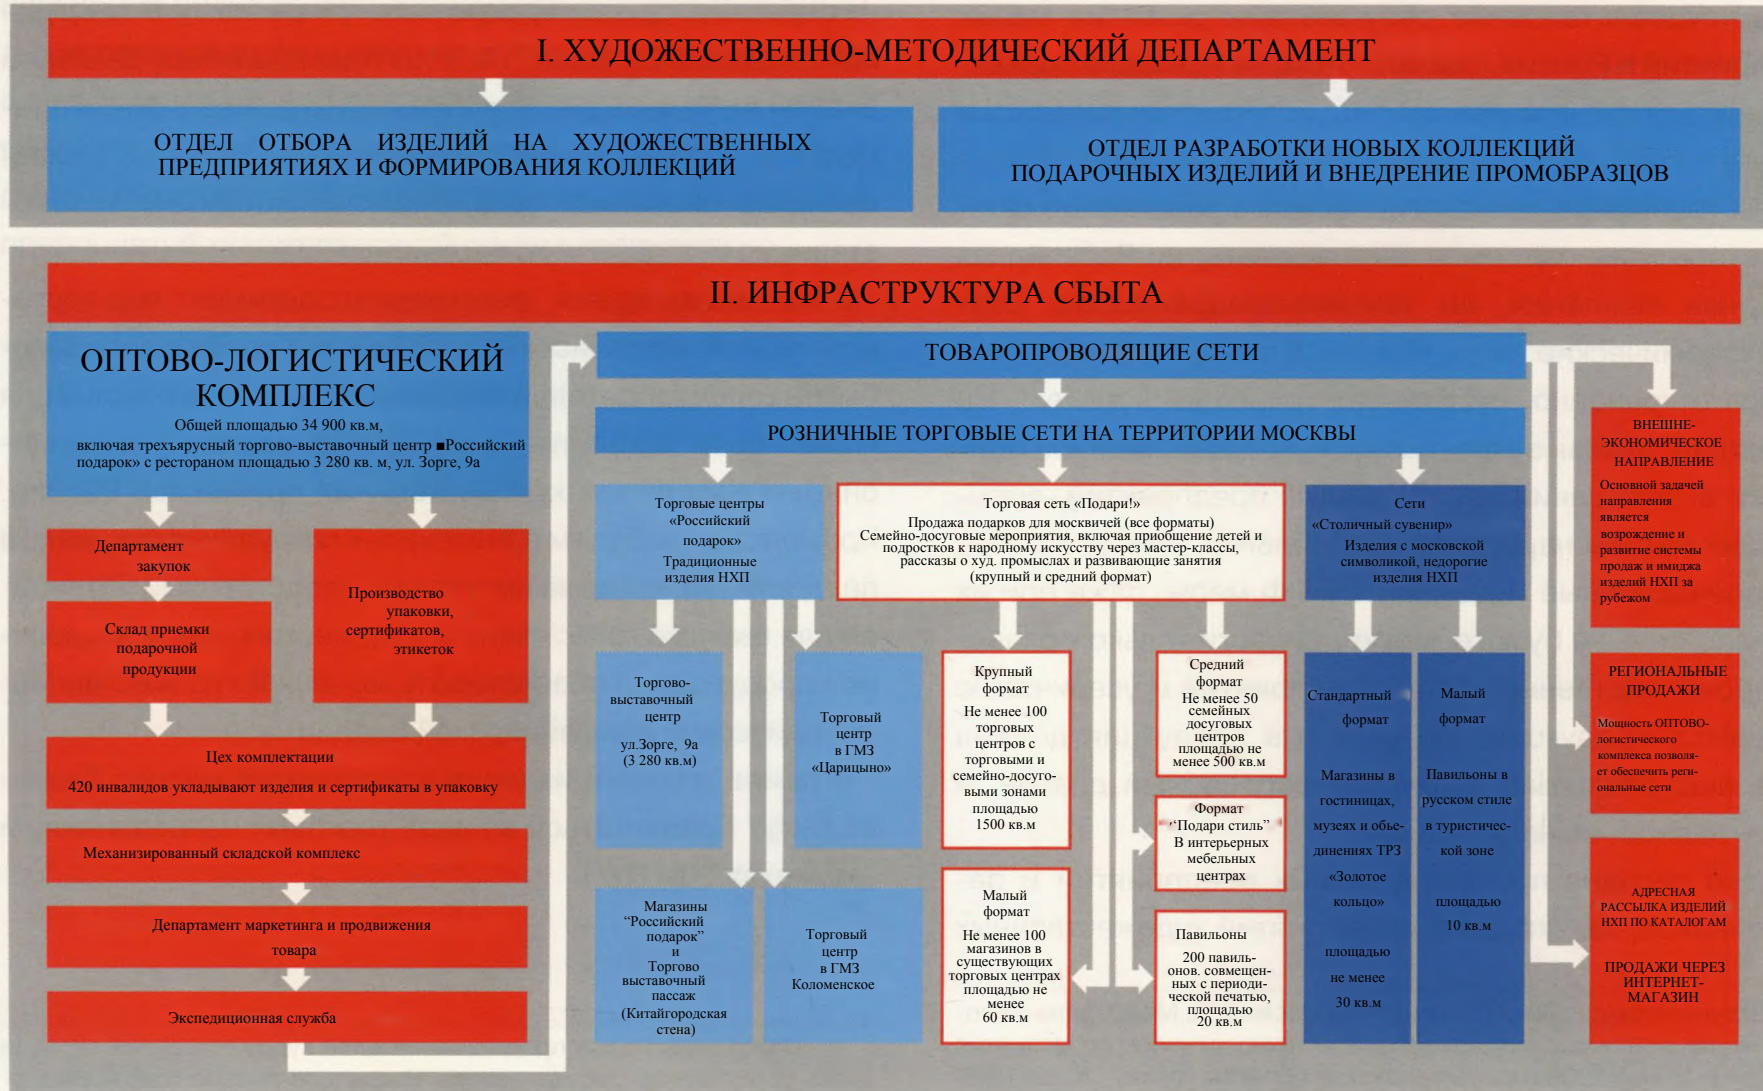 I. ХУДОЖЕСТВЕННО-МЕТОДИЧЕСКИЙ ДЕПАРТАМЕНТ
ОТДЕЛ ОТБОРА ИЗДЕЛИЙ НА ХУДОЖЕСТВЕННЫХ
ПРЕДПРИЯТИЯХ И ФОРМИРОВАНИЯ КОЛЛЕКЦИЙ
ОТДЕЛ РАЗРАБОТКИ НОВЫХ КОЛЛЕКЦИЙ
ПОДАРОЧНЫХ ИЗДЕЛИЙ И ВНЕДРЕНИЕ ПРОМОБРАЗЦОВ
II. ИНФРАСТРУКТУРА СБЫТА
ОПТОВО-ЛОГИСТИЧЕСКИЙ
КОМПЛЕКС
Общей площадью 34 900 кв.м,
включая трехъярусный торгово-выставочный центр ■Российский
подарок» с рестораном площадью 3 280 кв. м, ул. Зорге, 9а
Департамент
закупок
Склад приемки
подарочной
продукции
Производство
упаковки,
сертификатов,
этикеток
Цех комплектации
420 инвалидов укладывают изделия и сертификаты в упаковку
Механизированный складской комплекс
Департамент маркетинга и продвижения
товара
Экспедиционная служба
ТОВАРОПРОВОДЯЩИЕ СЕТИ
РОЗНИЧНЫЕ ТОРГОВЫЕ СЕТИ НА ТЕРРИТОРИИ МОСКВЫ
Торговые центры
«Российский
подарок»
Традиционные
изделия НХП
Торговая сеть «Подари!»
Продажа подарков для москвичей (все форматы)
Семейно-досуговые мероприятия, включая приобщение детей и
подростков к народному искусству через мастер-классы,
рассказы о худ. промыслах и развивающие занятия
(крупный и средний формат)
Сети
«Столичный сувенир»
Изделия с московской
символикой, недорогие
изделия НХП
Торгово-
выставочный
центр
ул.Зорге, 9а
(3 280 кв.м)
Торговый
центр
в ГМЗ
«Царицыно»
Магазины
“Российский
подарок”
и
Торгово
выставочный
пассаж
(Китайгородская
стена)
Торговый
центр
в ГМЗ
Коломенское
Крупный
формат
Не менее 100
торговых
центров с
торговыми и
семейно-досуго-
выми зонами
площадью
1500 кв.м
Средний
формат
Не менее 50
семейных
досуговых
центров
площадью не
менее 500 кв.м
Формат
“Подари стиль”
В интерьерных
мебельных
центрах
Малый
формат
Не менее 100
магазинов в
существующих
торговых центрах
площадью не
менее
60 кв.м
Павильоны
200 павиль-
онов. совмещен-
ных с периоди-
ческой печатью,
площадью
20 кв.м
Стандартный
формат
Магазины в
гостиницах,
музеях и обье-
динениях ТРЗ
«Золотое
кольцо»
площадью
не менее
30 кв.м
Малый
формат
Павильоны в
русском стиле
в туристичес-
кой зоне
площадью
10 кв.м
ВНЕШНЕ-
ЭКОНОМИЧЕСКОЕ
НАПРАВЛЕНИЕ
Основной задачей
направления
является
возрождение и
развитие системы
продаж и имиджа
изделий НХП за
рубежом
РЕГИОНАЛЬНЫЕ
ПРОДАЖИ
Мощность ОПТОВО-
логистического
комплекса позволя-
ет обеспечить реги-
ональные сети
АДРЕСНАЯ
РАССЫЛКА ИЗДЕЛИЙ
НХП ПО КАТАЛОГАМ
ПРОДАЖИ ЧЕРЕЗ
ИНТЕРНЕТ-
МАГАЗИН